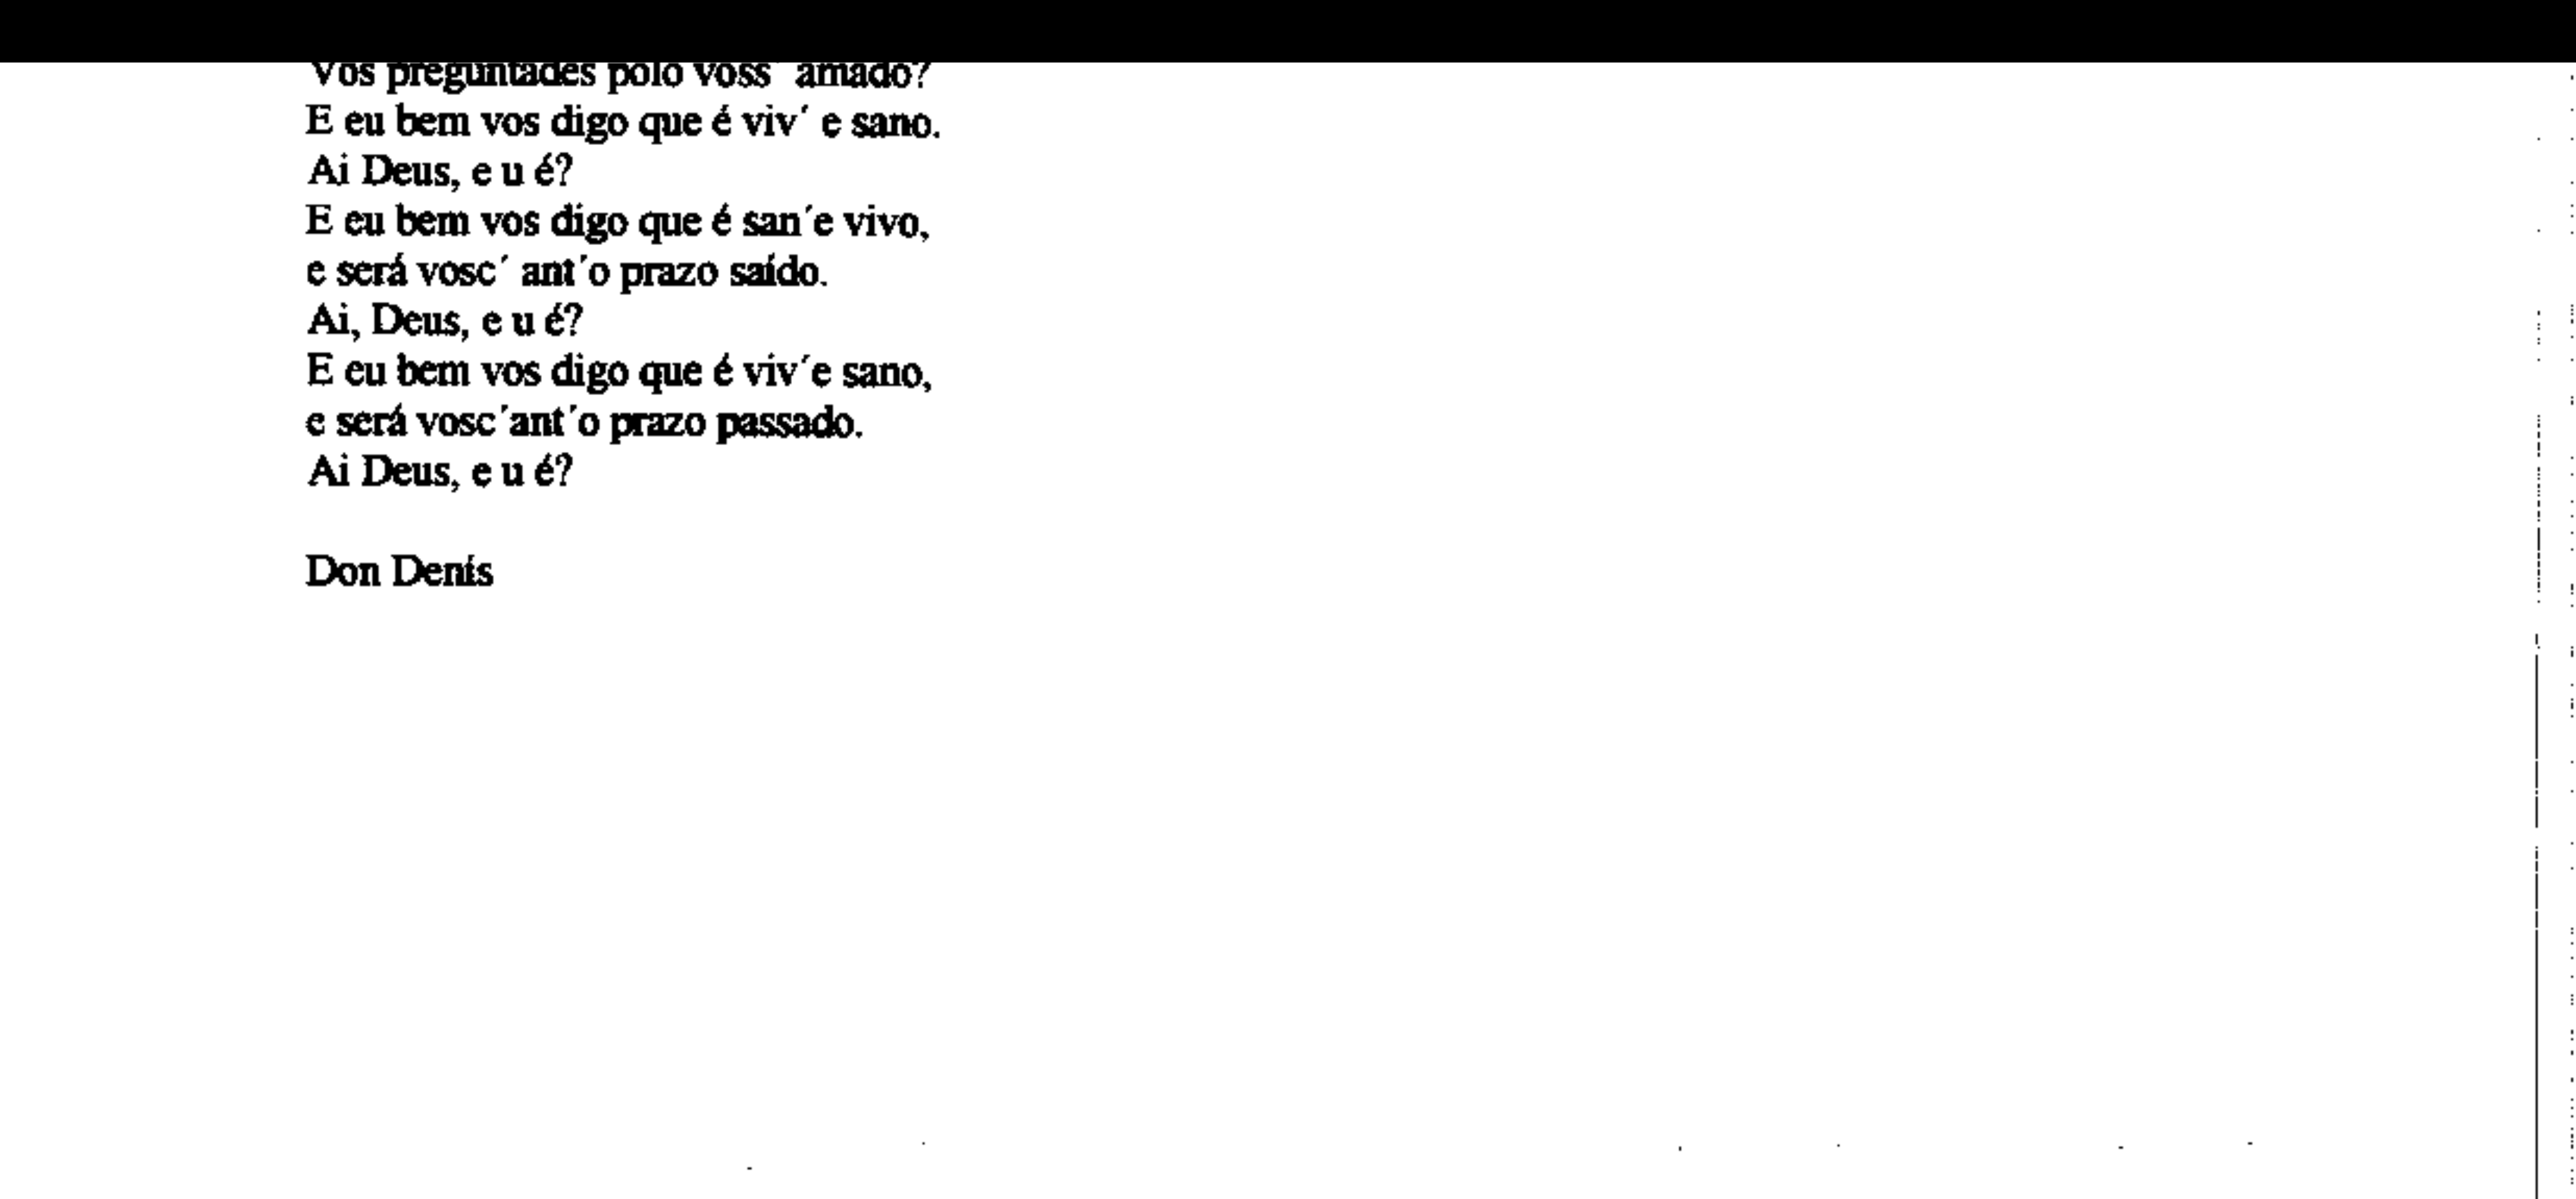 Vos preguntades polo voss´ amado?
E eu bem vos digo que é viv´ e sano.
Ai Deus, e u é?
E eu bem vos digo que é san´e vivo,
e será vosc´ ant´o prazo saído.
Ai, Deus, e u é?
E eu bem vos digo que é viv´e sano,
e será vosc´ant´o prazo passado.
Ai Deus, e u é?
Don Denís